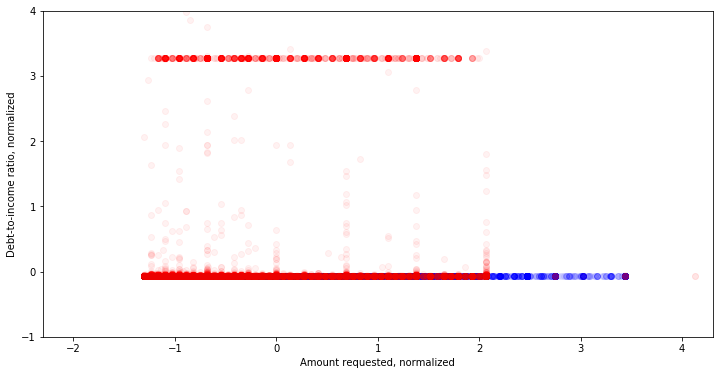 4
3
2
1
0
−1
Debt-to-income ratio, normalized
−2 −1 0 1 2 3 4
Amount requested, normalized